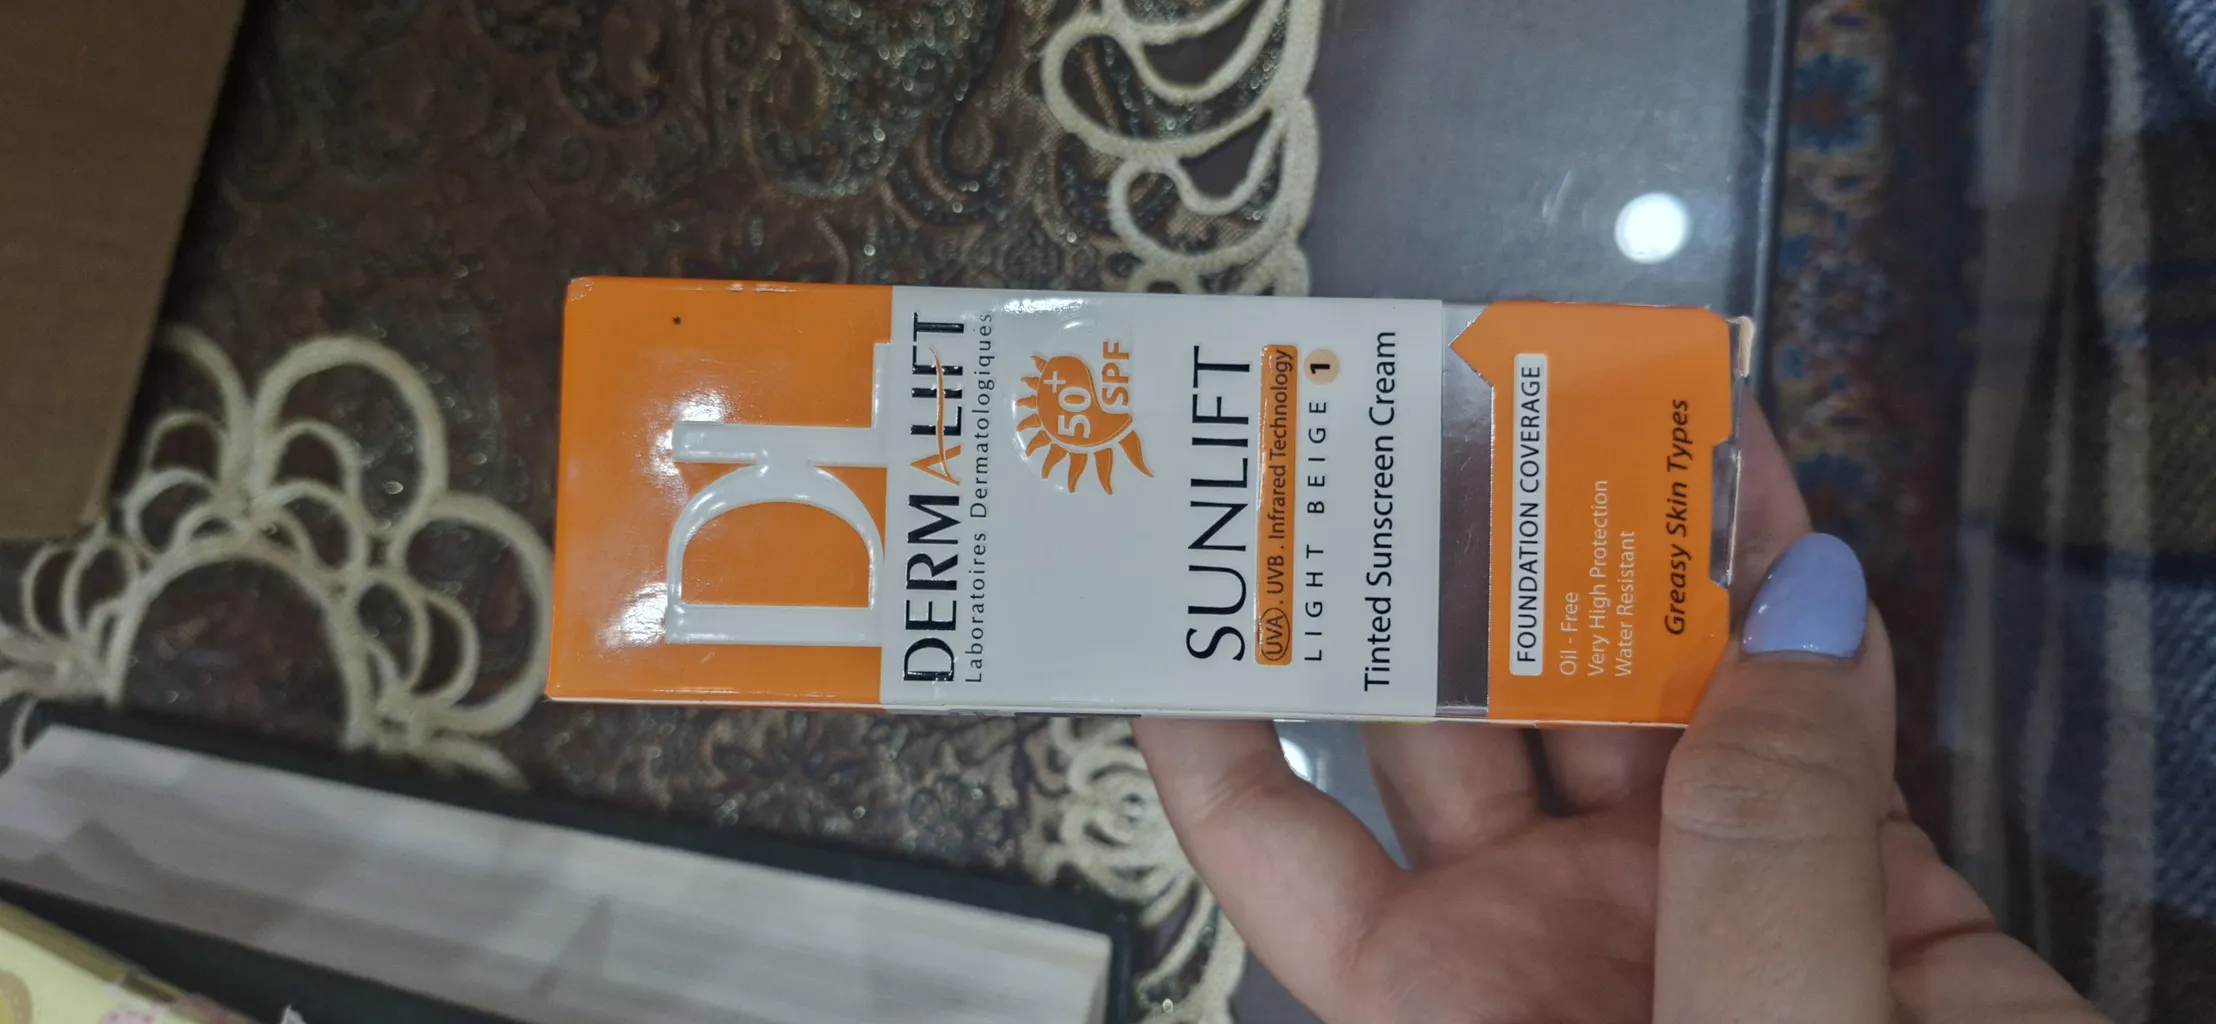 DL
DERMALIFT
Laboratoires Dermatologiques
50+
SPF
SUNLIFT
UVA . UVB . Infrared Technology
LIGHT BEIGE 1
Tinted Sunscreen Cream
FOUNDATION COVERAGE
Oil - Free
Very High Protection
Water Resistant
Greasy Skin Types